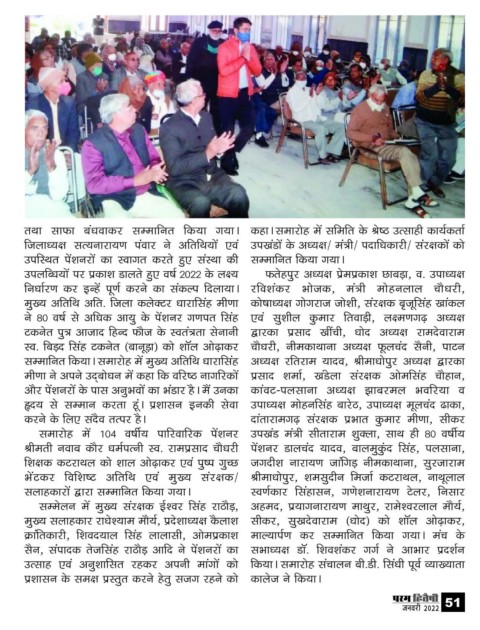 तथा साफा बंधवाकर सम्मानित किया गया।
जिलाध्यक्ष सत्यनारायण पंवार ने अतिथियों एवं
उपस्थित पेंशनरों का स्वागत करते हुए संस्था की
उपलब्धियों पर प्रकाश डालते हुए वर्ष 2022 के लक्ष्य
निर्धारण कर इन्हें पूर्ण करने का संकल्प दिलाया।
मुख्य अतिथि अति. जिला कलेक्टर धारासिंह मीणा
ने 80 वर्ष से अधिक आयु के पेंशनर गणपत सिंह
टकनेत पुत्र आजाद हिन्द फौज के स्वतंत्रता सेनानी
स्व. बिड़द सिंह टकनेत (बानूड़ा) को शॉल ओढ़ाकर
सम्मानित किया। समारोह में मुख्य अतिथि धारासिंह
मीणा ने अपने उद्बोधन में कहा कि वरिष्ठ नागरिकों
और पेंशनरों के पास अनुभवों का भंडार है। मैं उनका
हृदय से सम्मान करता हूं। प्रशासन इनकी सेवा
करने के लिए सदैव तत्पर है।
समारोह में 104 वर्षीय पारिवारिक पेंशनर
श्रीमती नवाब कौर धर्मपत्नी स्व. रामप्रसाद चौधरी
शिक्षक कटराथल को शाल ओढ़ाकर एवं पुष्प गुच्छ
भेंटकर विशिष्ट अतिथि एवं मुख्य संरक्षक/
सलाहकारों द्वारा सम्मानित किया गया।
सम्मेलन में मुख्य संरक्षक ईश्वर सिंह राठौड़,
मुख्य सलाहकार राधेश्याम मौर्य, प्रदेशाध्यक्ष कैलाश
क्रांतिकारी, शिवदयाल सिंह लालासी, ओमप्रकाश
सैन, संपादक तेजसिंह राठौड़ आदि ने पेंशनरों का
उत्साह एवं अनुशासित रहकर अपनी मांगों को
प्रशासन के समक्ष प्रस्तुत करने हेतु सजग रहने को
कहा। समारोह में समिति के श्रेष्ठ उत्साही कार्यकर्ता
उपखंडों के अध्यक्ष/ मंत्री/ पदाधिकारी/ संरक्षकों को
सम्मानित किया गया।
फतेहपुर अध्यक्ष प्रेमप्रकाश छाबड़ा, व. उपाध्यक्ष
रविशंकर भोजक, मंत्री मोहनलाल चौधरी,
कोषाध्यक्ष गोगराज जोशी, संरक्षक बृजूसिंह खांकल
एवं सुशील कुमार तिवाड़ी, लक्ष्मणगढ़ अध्यक्ष
द्वारका प्रसाद खींची, धोद अध्यक्ष रामदेवाराम
चौधरी, नीमकाथाना अध्यक्ष फूलचंद सैनी, पाटन
अध्यक्ष रतिराम यादव, श्रीमाधोपुर अध्यक्ष द्वारका
प्रसाद शर्मा, खंडेला संरक्षक ओमसिंह चौहान,
कांवट-पलसाना अध्यक्ष झाबरमल भवरिया व
उपाध्यक्ष मोहनसिंह बारेठ, उपाध्यक्ष मूलचंद ढाका,
दांतारामगढ़ संरक्षक प्रभात कुमार मीणा, सीकर
उपखंड मंत्री सीताराम शुक्ला, साथ ही 80 वर्षीय
पेंशनर डालचंद यादव, बालमुकुंद सिंह, पलसाना,
जगदीश नारायण जांगिड़ नीमकाथाना, सुरजाराम
श्रीमाधोपुर, शमसुदीन मिर्जा कटराथल, नाथूलाल
स्वर्णकार सिंहासन, गणेशनारायण टेलर, निसार
अहमद, प्रयागनारायण माथुर, रामेश्वरलाल मौर्य,
सीकर, सुखदेवाराम (धोद) को शॉल ओढ़ाकर,
माल्यार्पण कर सम्मानित किया गया। मंच के
सभाध्यक्ष डॉ. शिवशंकर गर्ग ने आभार प्रदर्शन
किया। समारोह संचालन बी.डी. सिंधी पूर्व व्याख्याता
कालेज ने किया।
परम हितैषी
जनवरी 2022 51